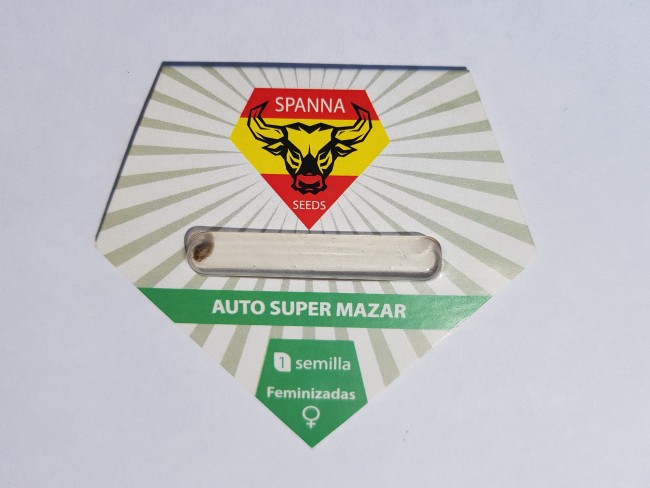 SPANNA
SEEDS
AUTO SUPER MAZAR
1 semilla
Feminizadas